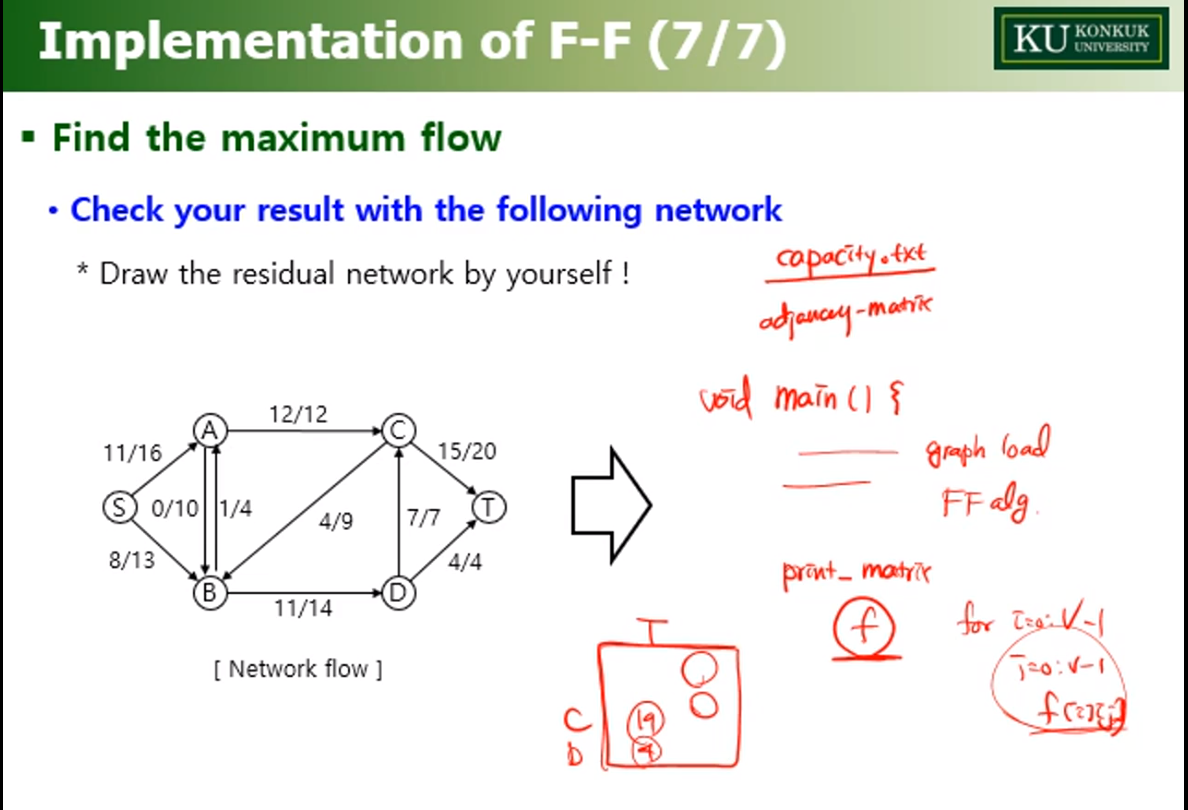 Implementation of F-F (7/7)
KU KONKUK UNIVERSITY
▪ Find the maximum flow
• Check your result with the following network
* Draw the residual network by yourself !
capacity.txt
adjancey-matrix
void main() {
graph load
FF alg.
print_matrix
f
for i=0:V-1
j=0:V-1
f[i][j]
12/12
A
C
11/16
15/20
S
0/10
1/4
4/9
7/7
T
8/13
4/4
B
D
11/14
[ Network flow ]
T
C
19
D
4